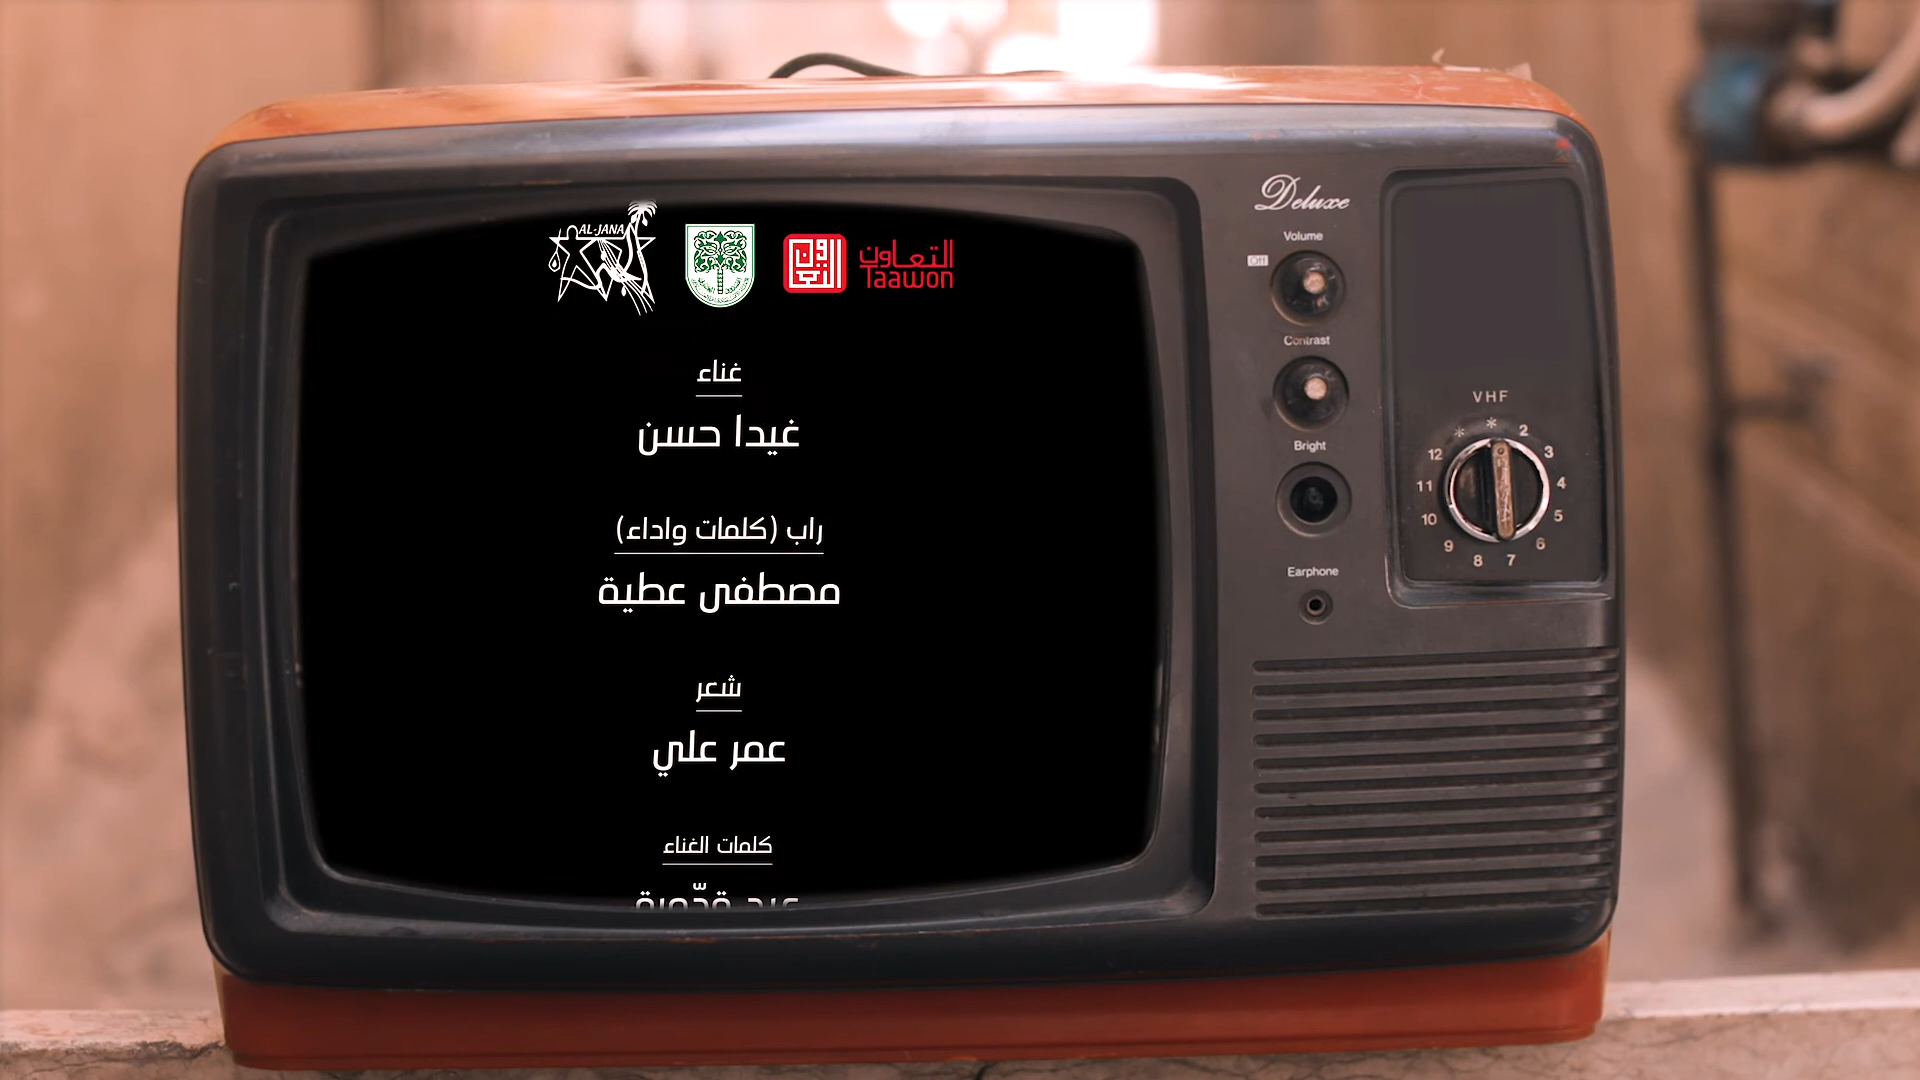 AL-JANA
التعاون
Taawon
غناء
غيدا حسن
راب (كلمات واداء)
مصطفى عطية
شعر
عمر علي
كلمات الغناء
Deluxe
Volume
Off
Contrast
Bright
Earphone
VHF
* * 2 3 4 5 6 7 8 9 10 11 12